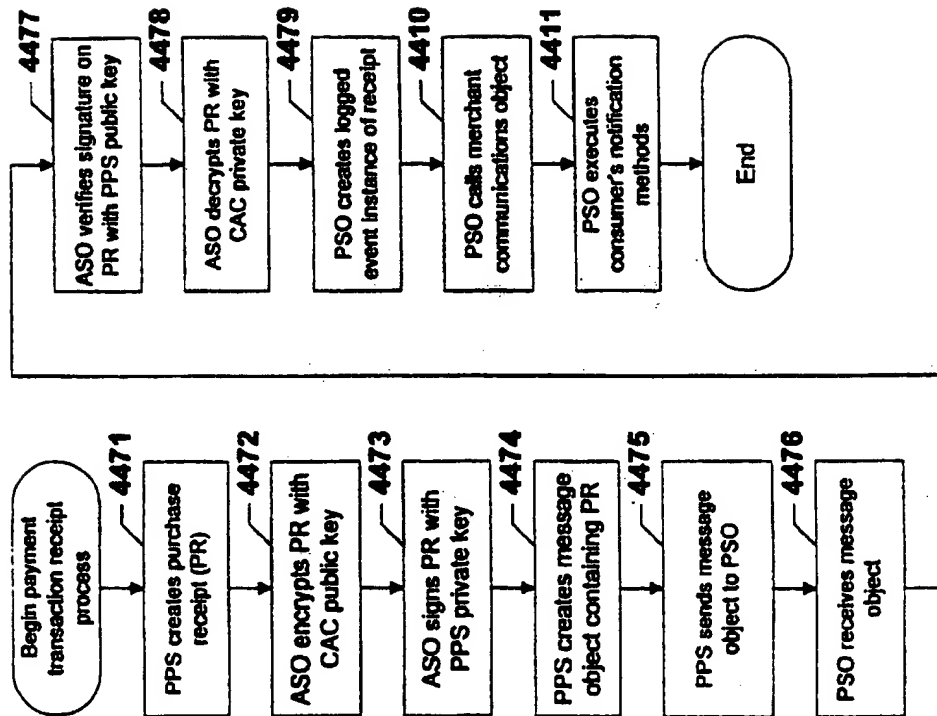 Begin payment
transaction receipt
process
4471
PPS creates purchase
receipt (PR)
4472
ASO encrypts PR with
CAC public key
4473
ASO signs PR with
PPS private key
4474
PPS creates message
object containing PR
4475
PPS sends message
object to PSO
4476
PSO receives message
object
4477
ASO verifies signature on
PR with PPS public key
4478
ASO decrypts PR with
CAC private key
4479
PSO creates logged
event instance of receipt
4410
PSO calls merchant
communications object
4411
PSO executes
consumer's notification
methods
End